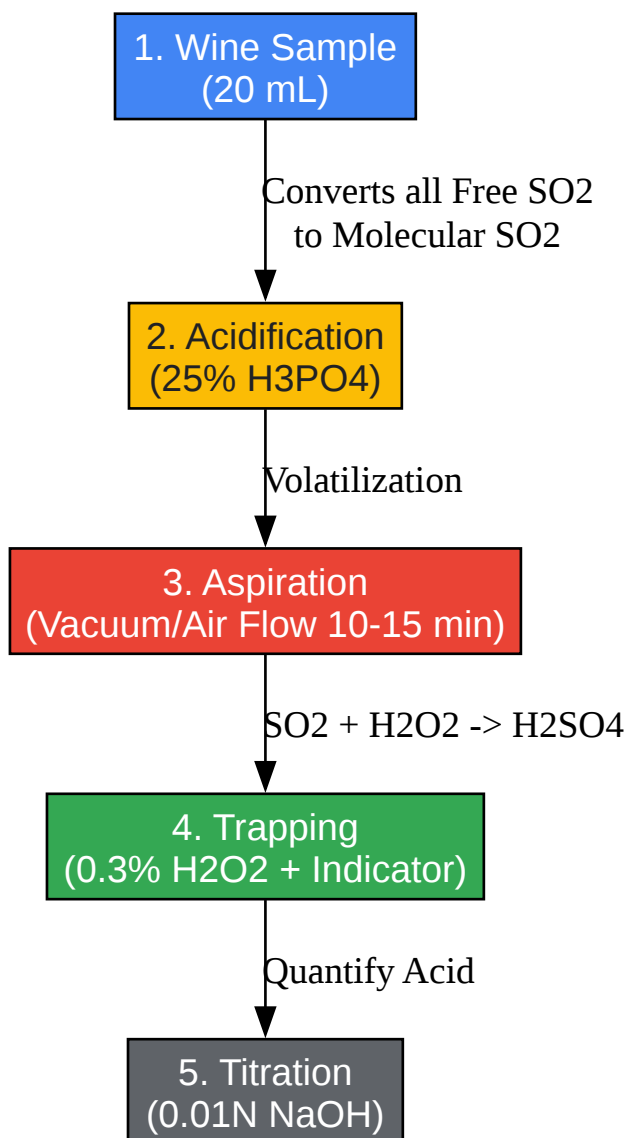 1. Wine Sample
(20 mL)
Converts all Free SO2
to Molecular SO2
2. Acidification
(25% H3PO4)
Volatilization
3. Aspiration
(Vacuum/Air Flow 10-15 min)
SO2 + H2O2 -> H2SO4
4. Trapping
(0.3% H2O2 + Indicator)
Quantify Acid
5. Titration
(0.01N NaOH)